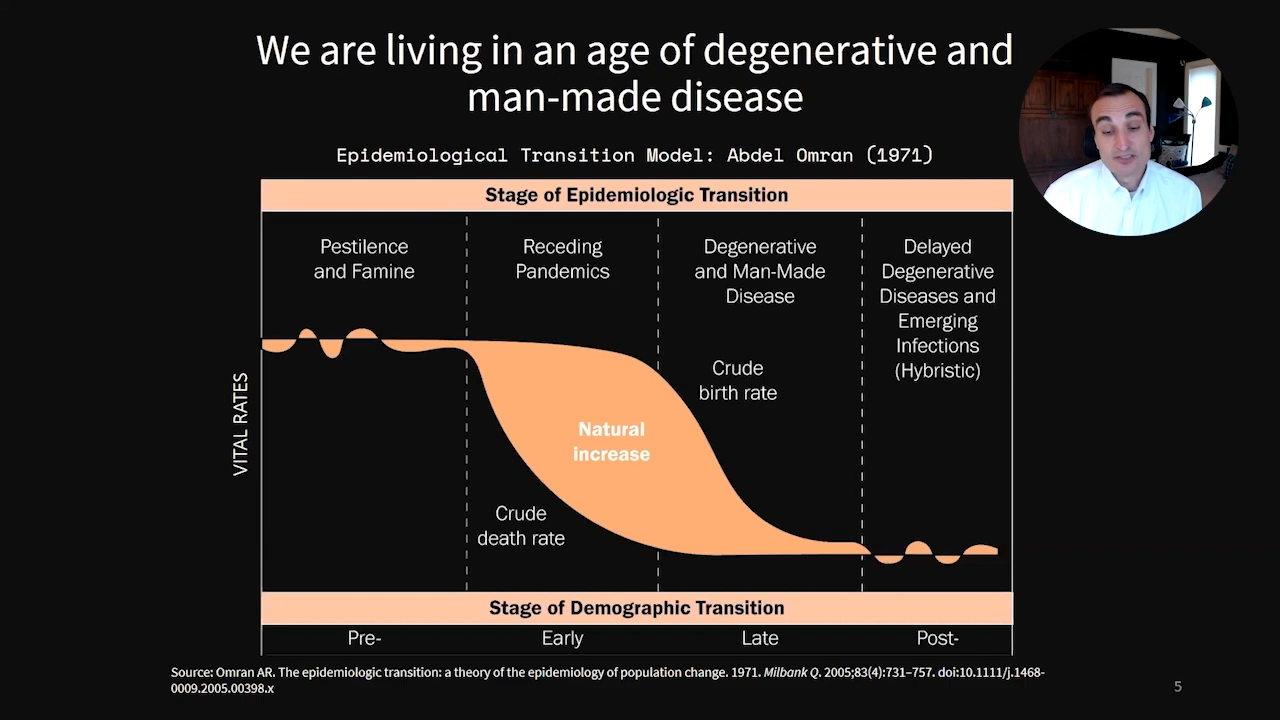 We are living in an age of degenerative and
man-made disease
Epidemiological Transition Model: Abdel Omran (1971)
Stage of Epidemiologic Transition
Pestilence
and Famine
Receding
Pandemics
Degenerative
and Man-Made
Disease
Delayed
Degenerative
Diseases and
Emerging
Infections
(Hybristic)
VITAL RATES
Crude
birth rate
Natural
increase
Crude
death rate
Stage of Demographic Transition
Pre-
Early
Late
Post-
Source: Omran AR. The epidemiologic transition: a theory of the epidemiology of population change. 1971. Milbank Q. 2005;83(4):731–757. doi:10.1111/j.1468-
0009.2005.00398.x
5